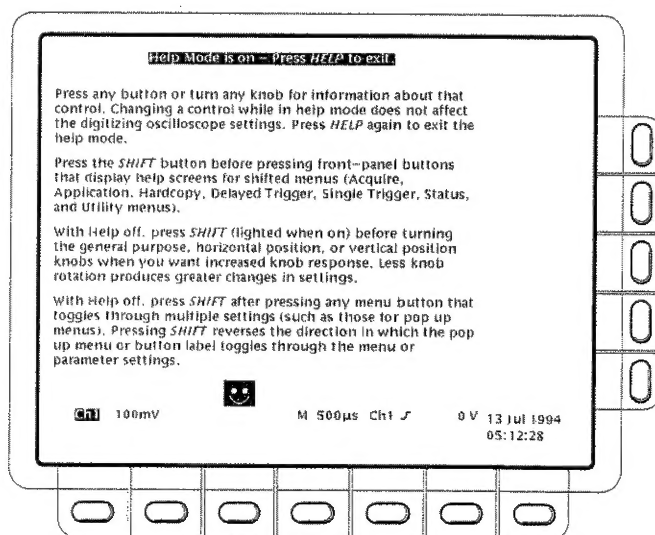 Help Mode is on – Press HELP to exit.
Press any button or turn any knob for information about that
control. Changing a control while in help mode does not affect
the digitizing oscilloscope settings. Press HELP again to exit the
help mode.
Press the SHIFT button before pressing front-panel buttons
that display help screens for shifted menus (Acquire,
Application, Hardcopy, Delayed Trigger, Single Trigger, Status,
and Utility menus).
With Help off, press SHIFT (lighted when on) before turning
the general purpose, horizontal position, or vertical position
knobs when you want increased knob response. Less knob
rotation produces greater changes in settings.
With Help off, press SHIFT after pressing any menu button that
toggles through multiple settings (such as those for pop up
menus). Pressing SHIFT reverses the direction in which the pop
up menu or button label toggles through the menu or
parameter settings.
Ch1 100mV M 500µs Ch1 0 V 13 Jul 1994
05:12:28